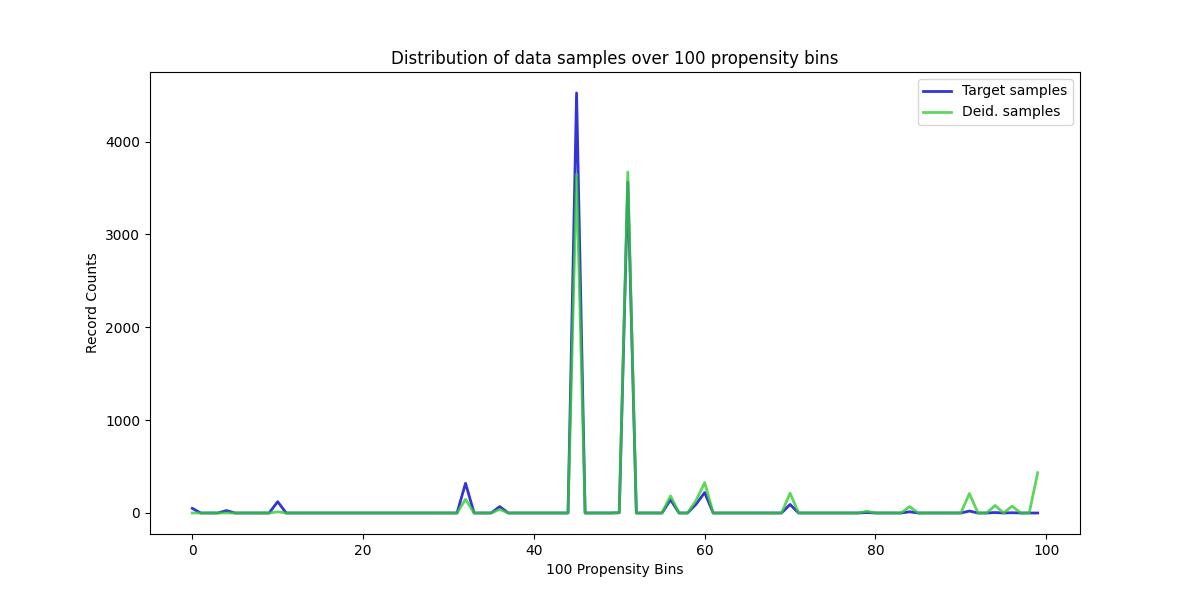 Distribution of data samples over 100 propensity bins
Target samples
Deid. samples
Record Counts
4000
3000
2000
1000
0
0 20 40 60 80 100
100 Propensity Bins